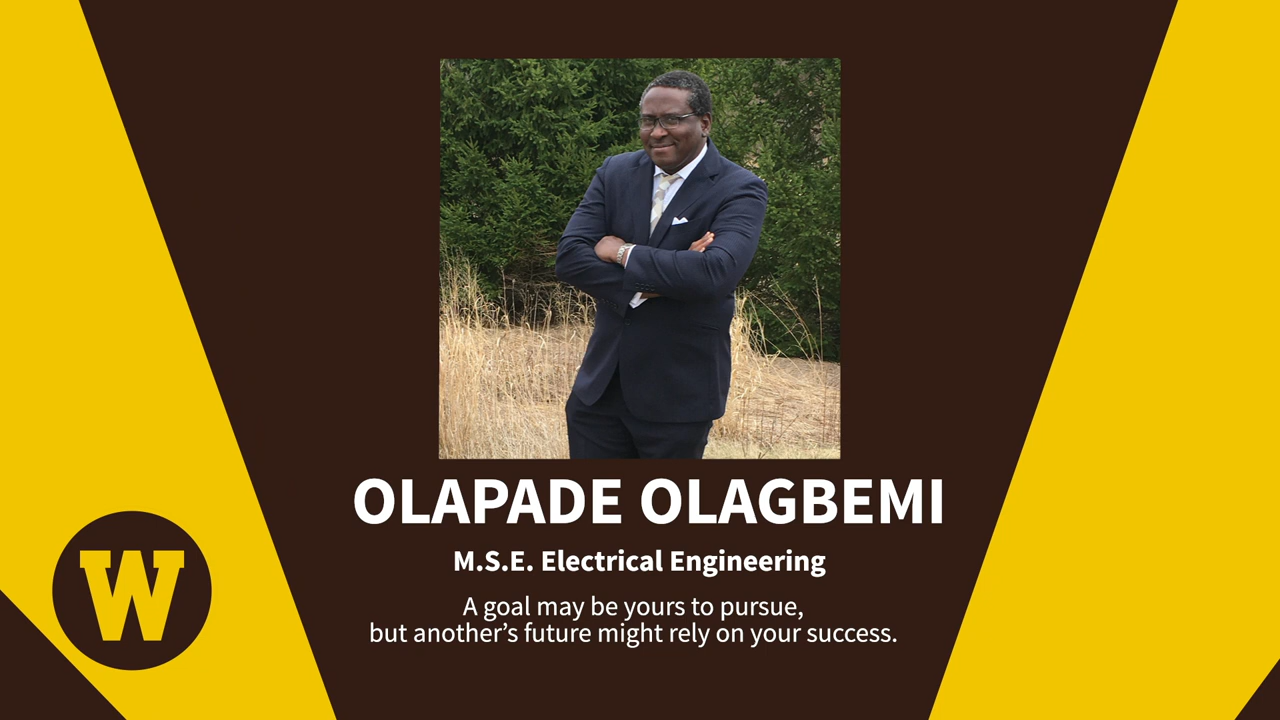 OLAPADE OLAGBEMI
M.S.E. Electrical Engineering
A goal may be yours to pursue,
but another’s future might rely on your success.
W